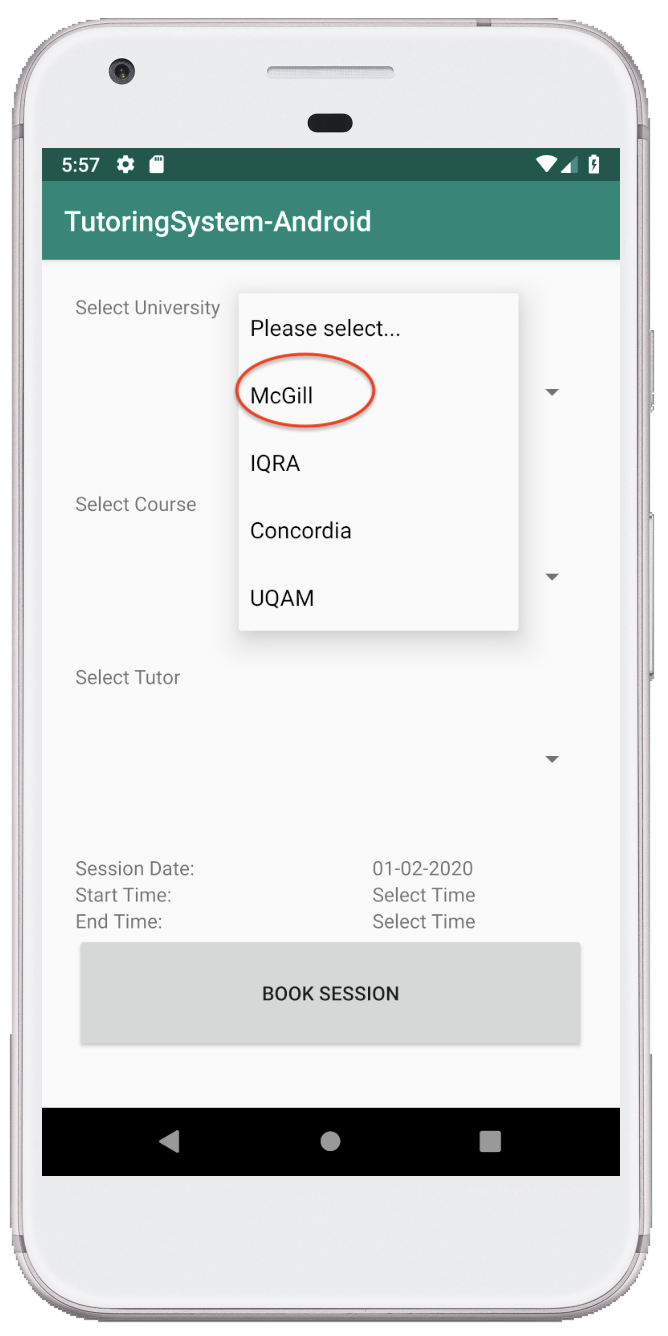 5:57
TutoringSystem-Android
Select University
Please select...
McGill
IQRA
Select Course
Concordia
UQAM
Select Tutor
Session Date: 01-02-2020
Start Time: Select Time
End Time: Select Time
BOOK SESSION